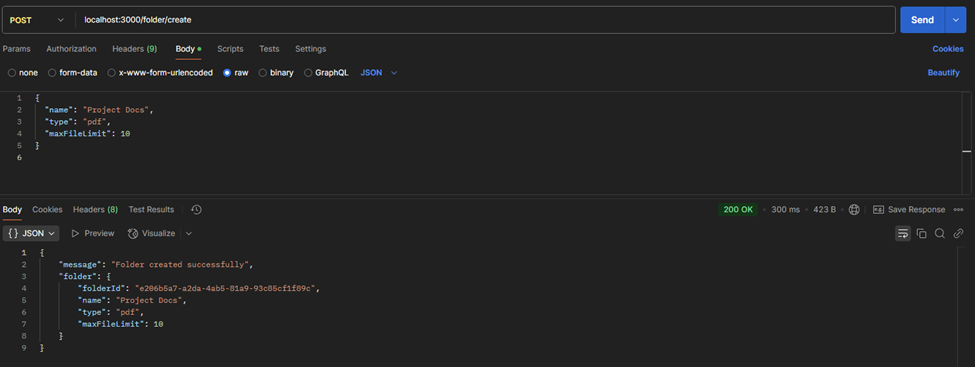 POST localhost:3000/folder/create Send
Params Authorization Headers (9) Body Scripts Tests Settings Cookies
none form-data x-www-form-urlencoded raw binary GraphQL JSON Beautify
1 {
2 "name": "Project Docs",
3 "type": "pdf",
4 "maxFileLimit": 10
5 }
6
Body Cookies Headers (8) Test Results 200 OK • 300 ms • 423 B • Save Response
{} JSON Preview Visualize
1 {
2 "message": "Folder created successfully",
3 "folder": {
4 "folderId": "e206b5a7-a2da-4ab5-81a9-93c85cf1f89c",
5 "name": "Project Docs",
6 "type": "pdf",
7 "maxFileLimit": 10
8 }
9 }